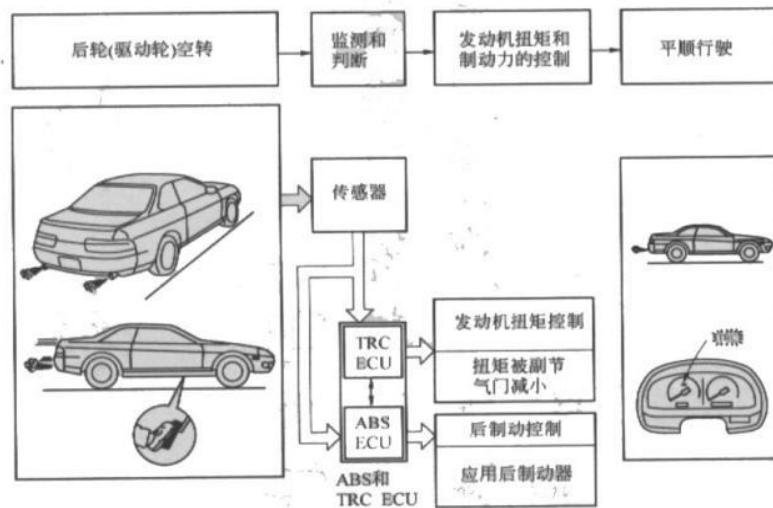 后轮(驱动轮)空转
监测和
判断
发动机扭矩和
制动力的控制
平顺行驶
传感器
TRC
ECU
发动机扭矩控制
扭矩被副节
气门减小
ABS
ECU
后制动控制
应用后制动器
ABS和
TRC ECU